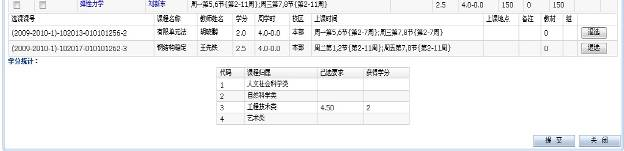 弹性力学 刘新东 周一第5,6节{第2-11周};周三第7,8节{第2-11周} 2.5 4.0-0.0 150 0 150
选课课号 课程名称 教师姓名 学分 周学时 校区 上课时间 上课地点 备注 教材 组
(2009-2010-1)-102013-010101256-2 有限单元法 胡晓鹏 2.0 4.0-0.0 本部 周一第5,6节{第2-7周};周三第7,8节{第2-7周} 0 退选
(2009-2010-1)-102017-010101262-3 钢结构稳定 王先铁 2.5 4.0-0.0 本部 周二第1,2节{第2-11周};周五第7,8节{第2-11周} 0 退选
学分统计:
代码 课程归属 已选要求 获得学分
1 人文社会科学类
2 自然科学类
3 工程技术类 4.50 2
4 艺术类
提 交 关 闭